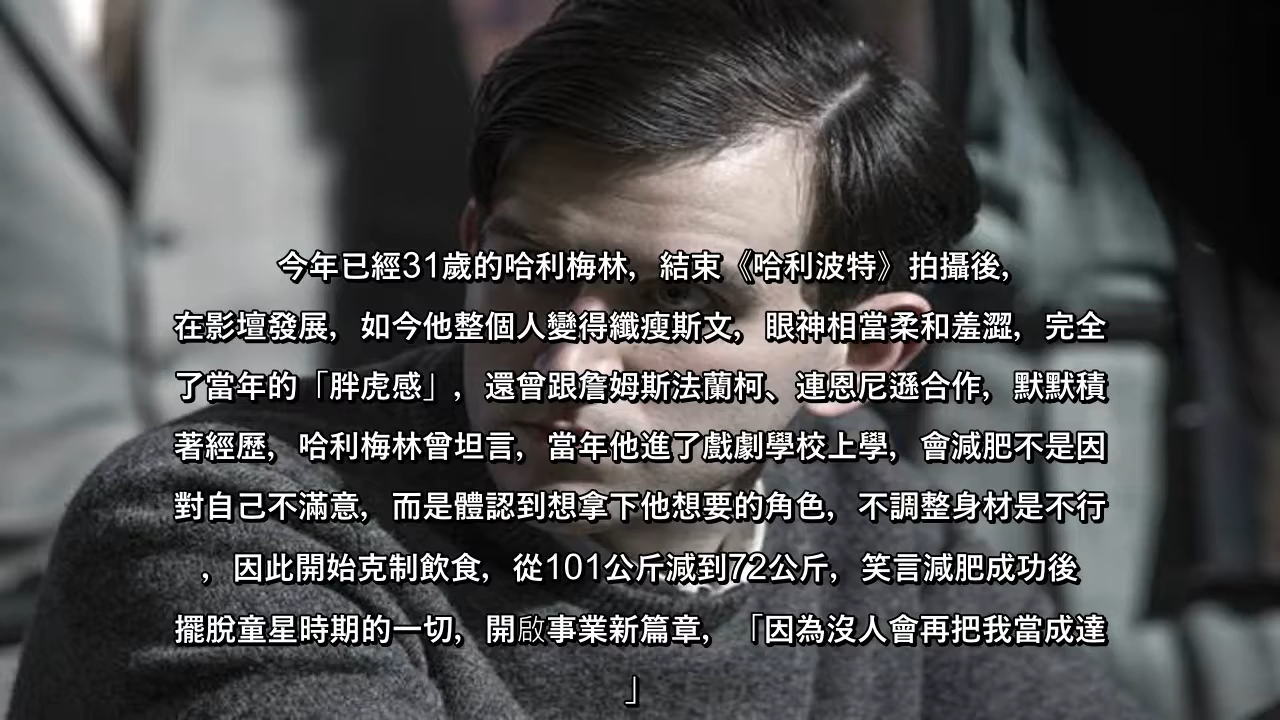 今年已經31歲的哈利梅林，結束《哈利波特》拍攝後，
在影壇發展，如今他整個人變得纖瘦斯文，眼神相當柔和羞澀，完全
了當年的「胖虎感」，還曾跟詹姆斯法蘭柯、連恩尼遜合作，默默積
著經歷，哈利梅林曾坦言，當年他進了戲劇學校上學，會減肥不是因
對自己不滿意，而是體認到想拿下他想要的角色，不調整身材是不行
，因此開始克制飲食，從101公斤減到72公斤，笑言減肥成功後
擺脫童星時期的一切，開啟事業新篇章，「因為沒人會再把我當成達
」